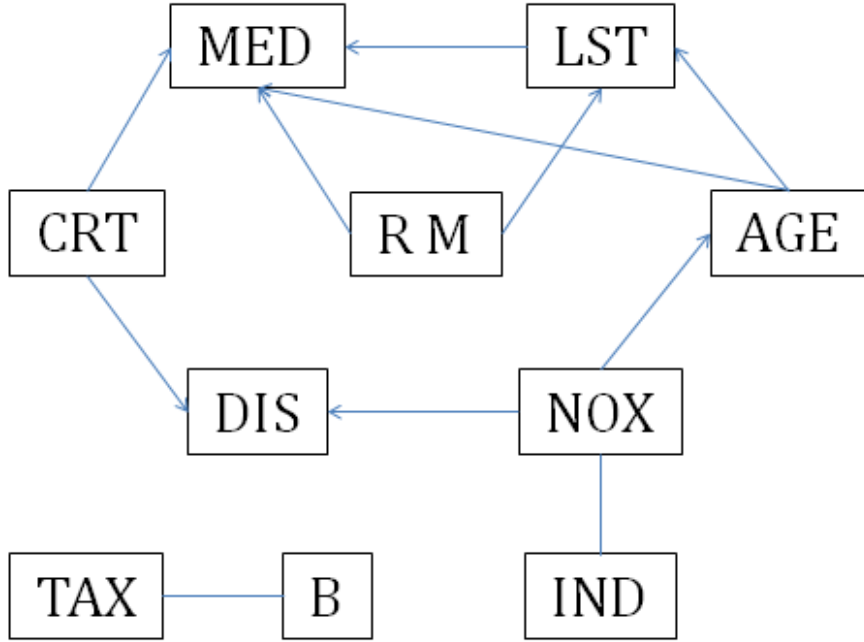 MED
LST
CRT
R M
AGE
DIS
NOX
TAX
B
IND